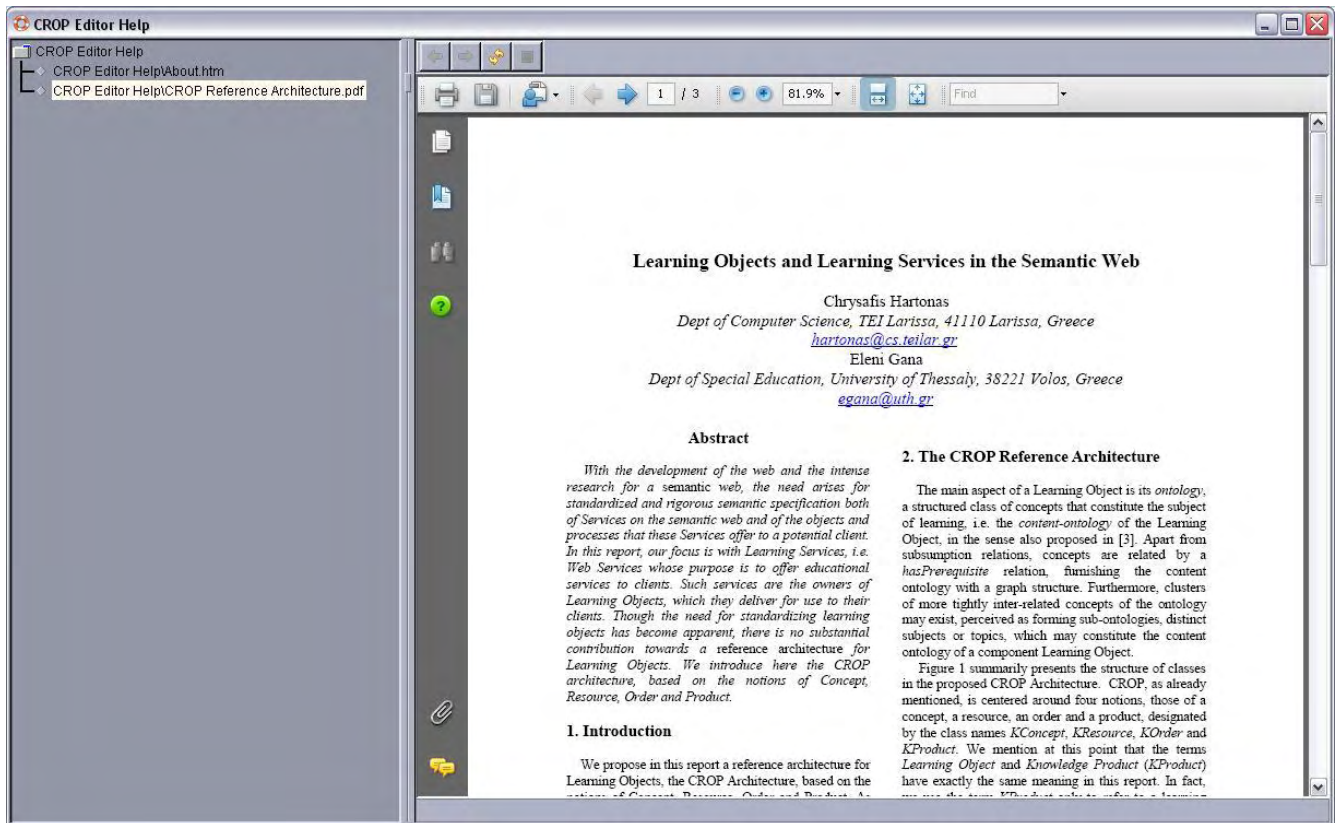 CROP Editor Help
CROP Editor Help
CROP Editor Help\About.htm
CROP Editor Help\CROP Reference Architecture.pdf
1 / 3
81.9%
Find
Learning Objects and Learning Services in the Semantic Web
Chrysafis Hartonas
Dept of Computer Science, TEI Larissa, 41110 Larissa, Greece
hartonas@cs.teilar.gr
Eleni Gana
Dept of Special Education, University of Thessaly, 38221 Volos, Greece
egana@uth.gr
Abstract
With the development of the web and the intense
research for a semantic web, the need arises for
standardized and rigorous semantic specification both
of Services on the semantic web and of the objects and
processes that these Services offer to a potential client.
In this report, our focus is with Learning Services, i.e.
Web Services whose purpose is to offer educational
services to clients. Such services are the owners of
Learning Objects, which they deliver for use to their
clients. Though the need for standardizing learning
objects has become apparent, there is no substantial
contribution towards a reference architecture for
Learning Objects. We introduce here the CROP
architecture, based on the notions of Concept,
Resource, Order and Product.
1. Introduction
We propose in this report a reference architecture for
Learning Objects, the CROP Architecture, based on the
notions of Concept, Resource, Order and Product. As
2. The CROP Reference Architecture
The main aspect of a Learning Object is its ontology,
a structured class of concepts that constitute the subject
of learning, i.e. the content-ontology of the Learning
Object, in the sense also proposed in [3]. Apart from
subsumption relations, concepts are related by a
hasPrerequisite relation, furnishing the content
ontology with a graph structure. Furthermore, clusters
of more tightly inter-related concepts of the ontology
may exist, perceived as forming sub-ontologies, distinct
subjects or topics, which may constitute the content
ontology of a component Learning Object.
Figure 1 summarily presents the structure of classes
in the proposed CROP Architecture. CROP, as already
mentioned, is centered around four notions, those of a
concept, a resource, an order and a product, designated
by the class names KConcept, KResource, KOrder and
KProduct. We mention at this point that the terms
Learning Object and Knowledge Product (KProduct)
have exactly the same meaning in this report. In fact,
we use the term KProduct only to refer to a learning